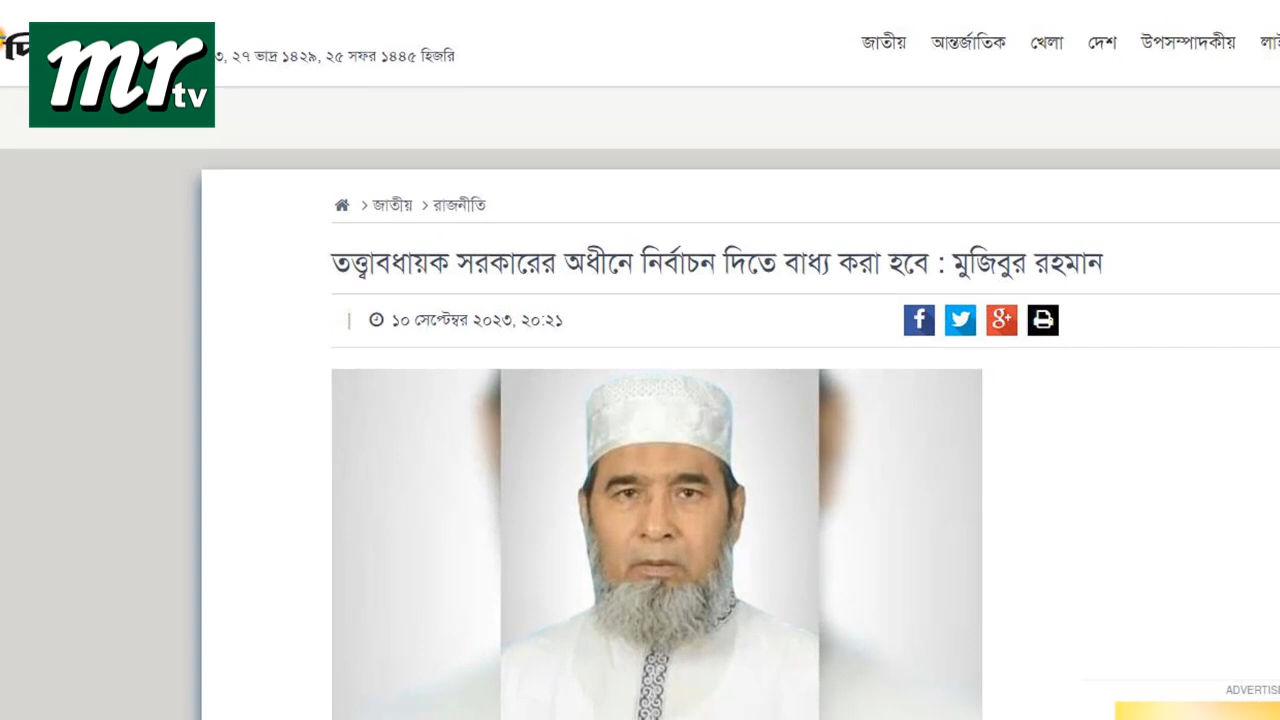 mr
tv
২৭ ভাদ্র ১৪২৯, ২৫ সফর ১৪৪৫ হিজরি
জাতীয় আন্তর্জাতিক খেলা দেশ উপসম্পাদকীয়
জাতীয় > রাজনীতি
তত্ত্বাবধায়ক সরকারের অধীনে নির্বাচন দিতে বাধ্য করা হবে : মুজিবুর রহমান
| ১০ সেপ্টেম্বর ২০২৩, ২০:২১